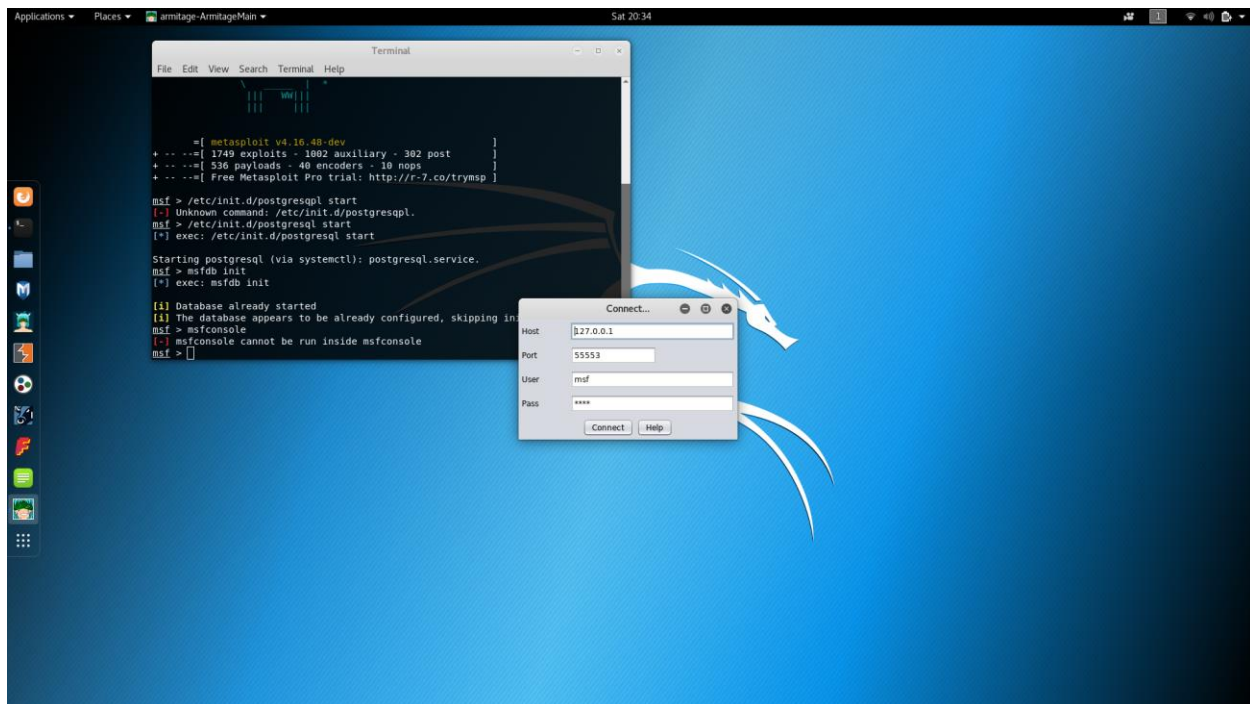 Applications Places armitage-ArmitageMain Sat 20:34 1
Terminal
File Edit View Search Terminal Help
\ _____ | *
||| WW|||
||| |||
=[ metasploit v4.16.48-dev ]
+ -- --=[ 1749 exploits - 1002 auxiliary - 302 post ]
+ -- --=[ 536 payloads - 40 encoders - 10 nops ]
+ -- --=[ Free Metasploit Pro trial: http://r-7.co/trymsp ]
msf > /etc/init.d/postgresqpl start
[-] Unknown command: /etc/init.d/postgresqpl.
msf > /etc/init.d/postgresql start
[*] exec: /etc/init.d/postgresql start
Starting postgresql (via systemctl): postgresql.service.
msf > msfdb init
[*] exec: msfdb init
[i] Database already started
[i] The database appears to be already configured, skipping in
msf > msfconsole
[-] msfconsole cannot be run inside msfconsole
msf >
Connect...
Host 127.0.0.1
Port 55553
User msf
Pass ****
Connect Help